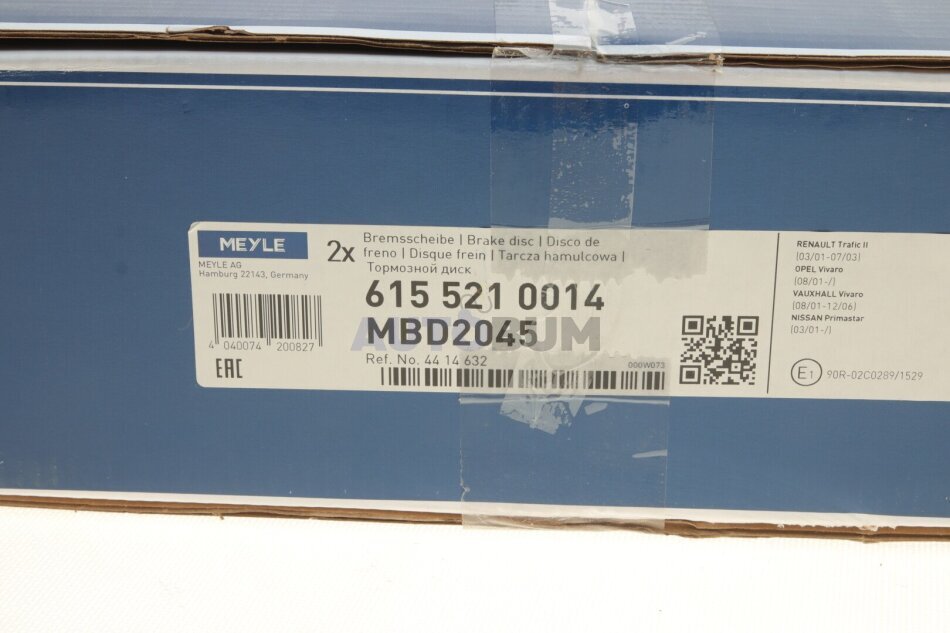 MEYLE
MEYLE AG
Hamburg 22143, Germany
4 040074 200827
EAC
2x
Bremsscheibe | Brake disc | Disco de
freno | Disque frein | Tarcza hamulcowa |
Тормозной диск
615 521 0014
MBD2045
AUTOBUM
Ref. No. 44 14 632
000W073
RENAULT Trafic II
(03/01-07/03)
OPEL Vivaro
(08/01-/)
VAUXHALL Vivaro
(08/01-12/06)
NISSAN Primastar
(03/01-/)
E1 90R-02C0289/1529